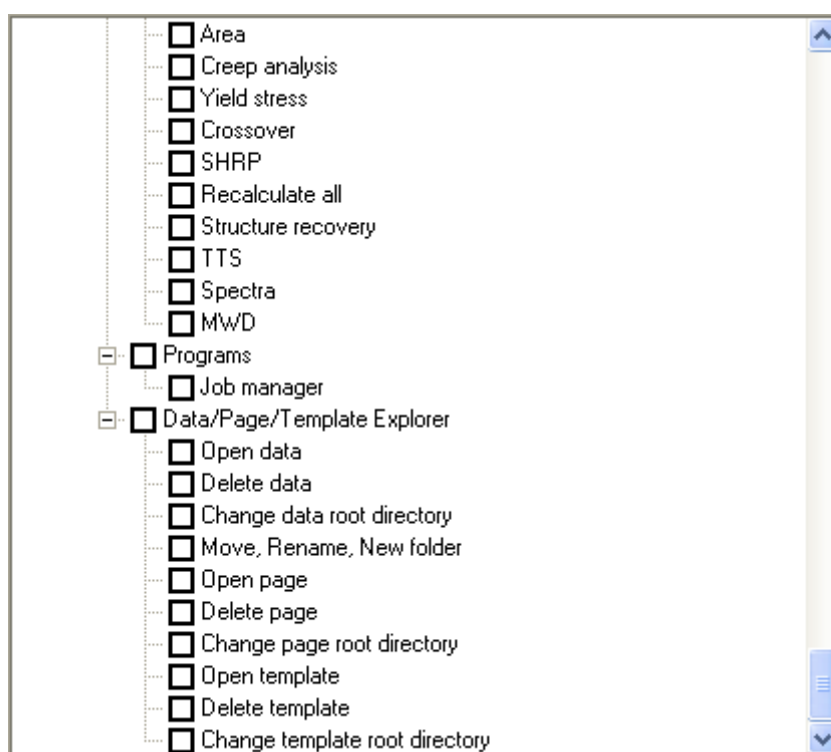 Area
Creep analysis
Yield stress
Crossover
SHRP
Recalculate all
Structure recovery
TTS
Spectra
MWD
Programs
Job manager
Data/Page/Template Explorer
Open data
Delete data
Change data root directory
Move, Rename, New folder
Open page
Delete page
Change page root directory
Open template
Delete template
Change template root directory